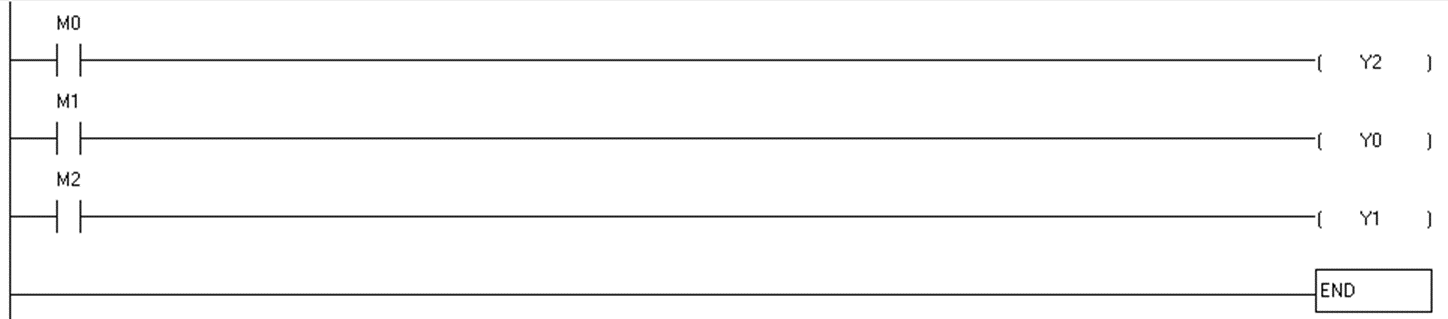 M0
( Y2 )
M1
( Y0 )
M2
( Y1 )
END